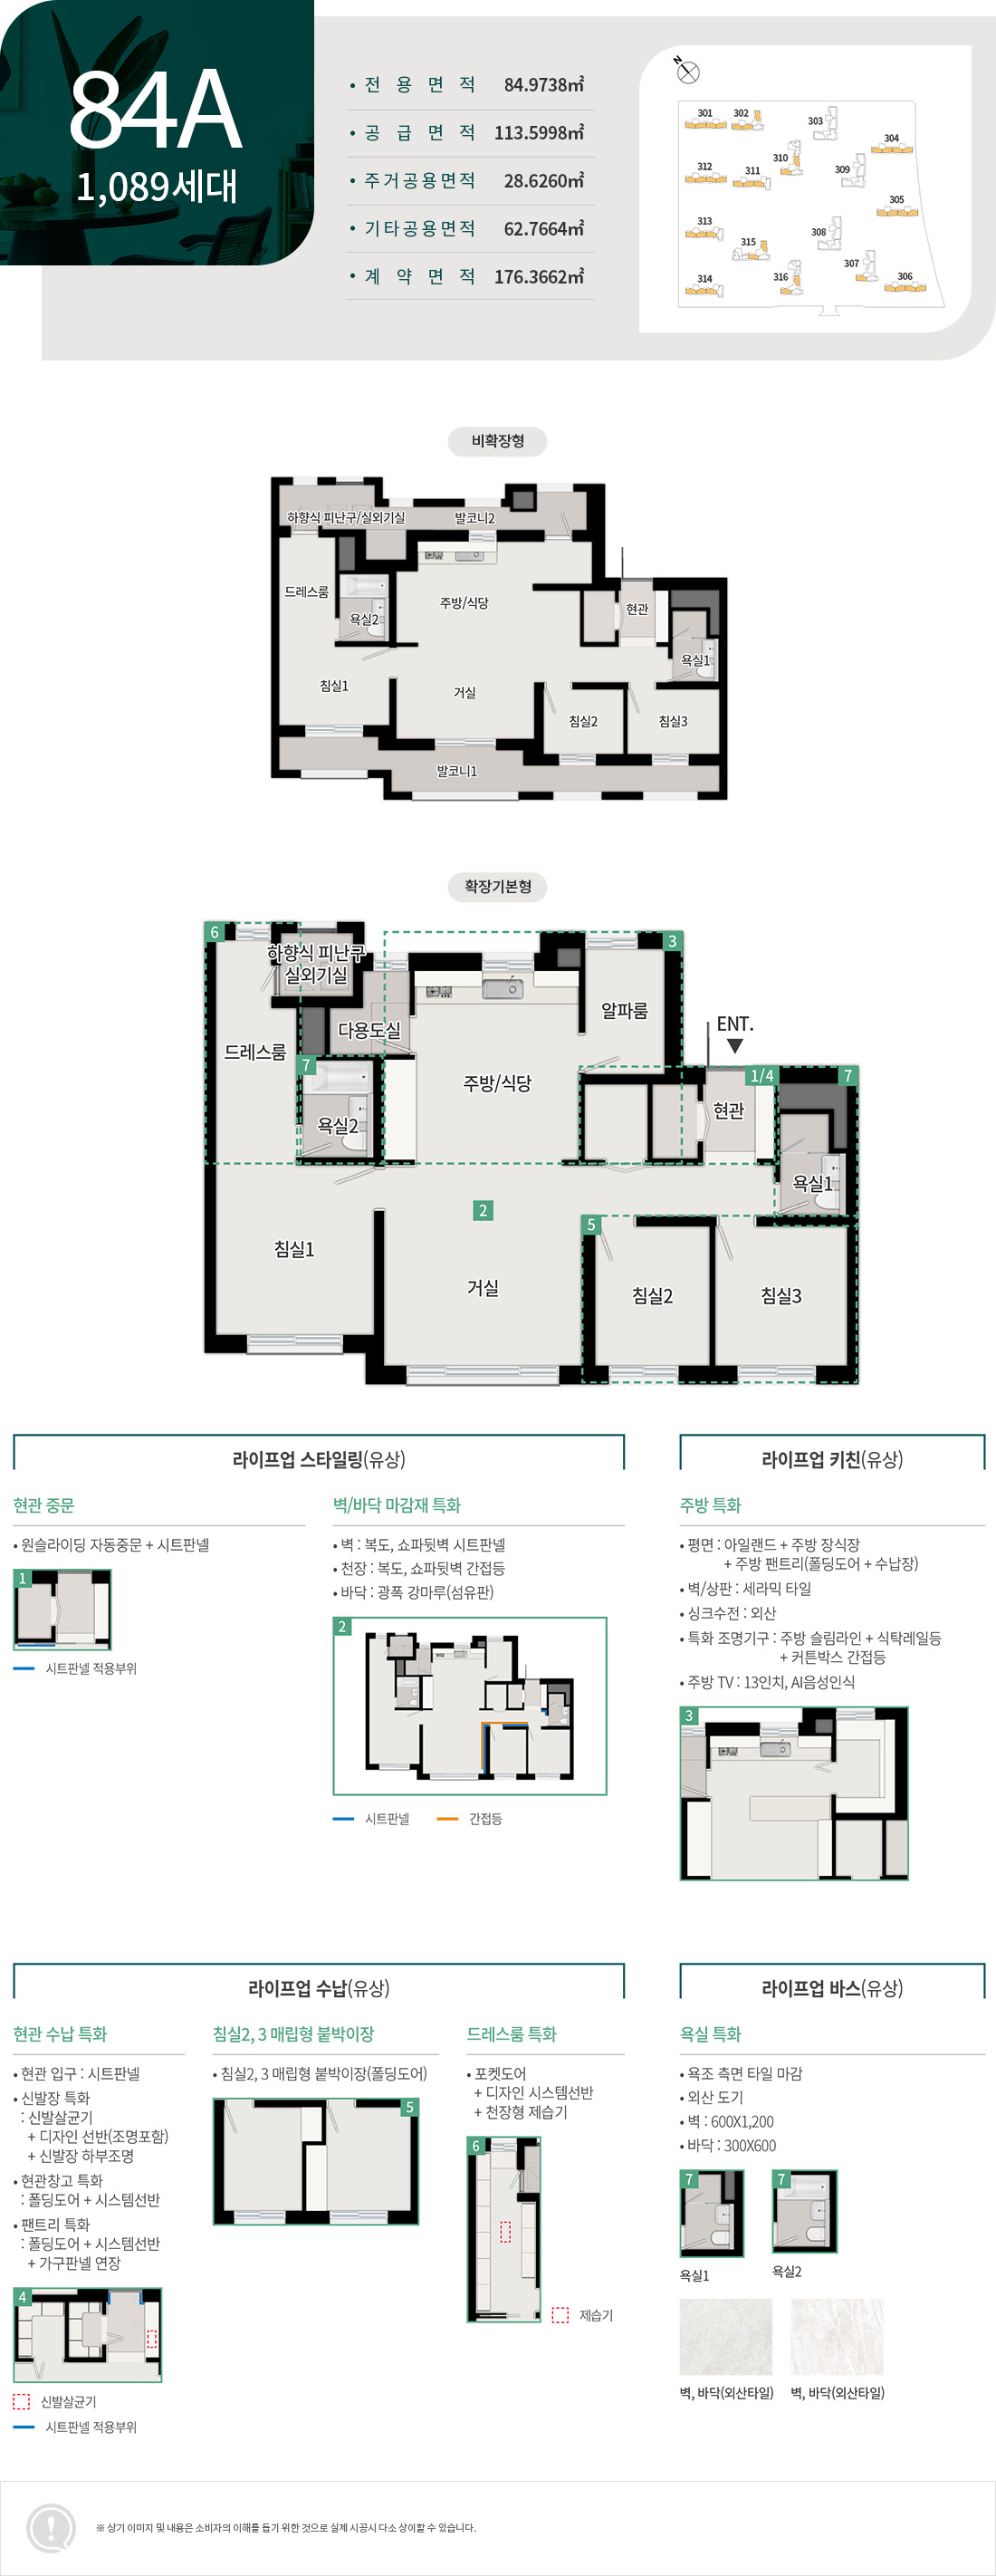 84A
1,089세대
• 전용면적 84.9738㎡
• 공급면적 113.5998㎡
• 주거공용면적 28.6260㎡
• 기타공용면적 62.7664㎡
• 계약면적 176.3662㎡
N
301
302
303
304
310
312
311
309
305
313
308
315
307
314
316
306
비확장형
하향식 피난구/실외기실
발코니2
드레스룸
주방/식당
욕실2
현관
욕실1
침실1
거실
침실2
침실3
발코니1
확장기본형
6
3
하향식 피난구
실외기실
알파룸
다용도실
ENT.
드레스룸
7
주방/식당
1/4
7
현관
욕실2
욕실1
2
5
침실1
거실
침실2
침실3
라이프업 스타일링(유상)
현관 중문
• 원슬라이딩 자동중문 + 시트판넬
1
시트판넬 적용부위
벽/바닥 마감재 특화
• 벽 : 복도, 쇼파뒷벽 시트판넬
• 천장 : 복도, 쇼파뒷벽 간접등
• 바닥 : 광폭 강마루(섬유판)
2
시트판넬
간접등
라이프업 키친(유상)
주방 특화
• 평면 : 아일랜드 + 주방 장식장
+ 주방 팬트리(폴딩도어 + 수납장)
• 벽/상판 : 세라믹 타일
• 싱크수전 : 외산
• 특화 조명기구 : 주방 슬림라인 + 식탁레일등
+ 커튼박스 간접등
• 주방 TV : 13인치, AI음성인식
3
라이프업 수납(유상)
현관 수납 특화
• 현관 입구 : 시트판넬
• 신발장 특화
: 신발살균기
+ 디자인 선반(조명포함)
+ 신발장 하부조명
• 현관창고 특화
: 폴딩도어 + 시스템선반
• 팬트리 특화
: 폴딩도어 + 시스템선반
+ 가구판넬 연장
4
신발살균기
시트판넬 적용부위
침실2, 3 매립형 붙박이장
• 침실2, 3 매립형 붙박이장(폴딩도어)
5
드레스룸 특화
• 포켓도어
+ 디자인 시스템선반
+ 천장형 제습기
6
제습기
라이프업 바스(유상)
욕실 특화
• 욕조 측면 타일 마감
• 외산 도기
• 벽 : 600X1,200
• 바닥 : 300X600
7
7
욕실1
욕실2
벽, 바닥(외산타일)
벽, 바닥(외산타일)
※ 상기 이미지 및 내용은 소비자의 이해를 돕기 위한 것으로 실제 시공시 다소 상이할 수 있습니다.